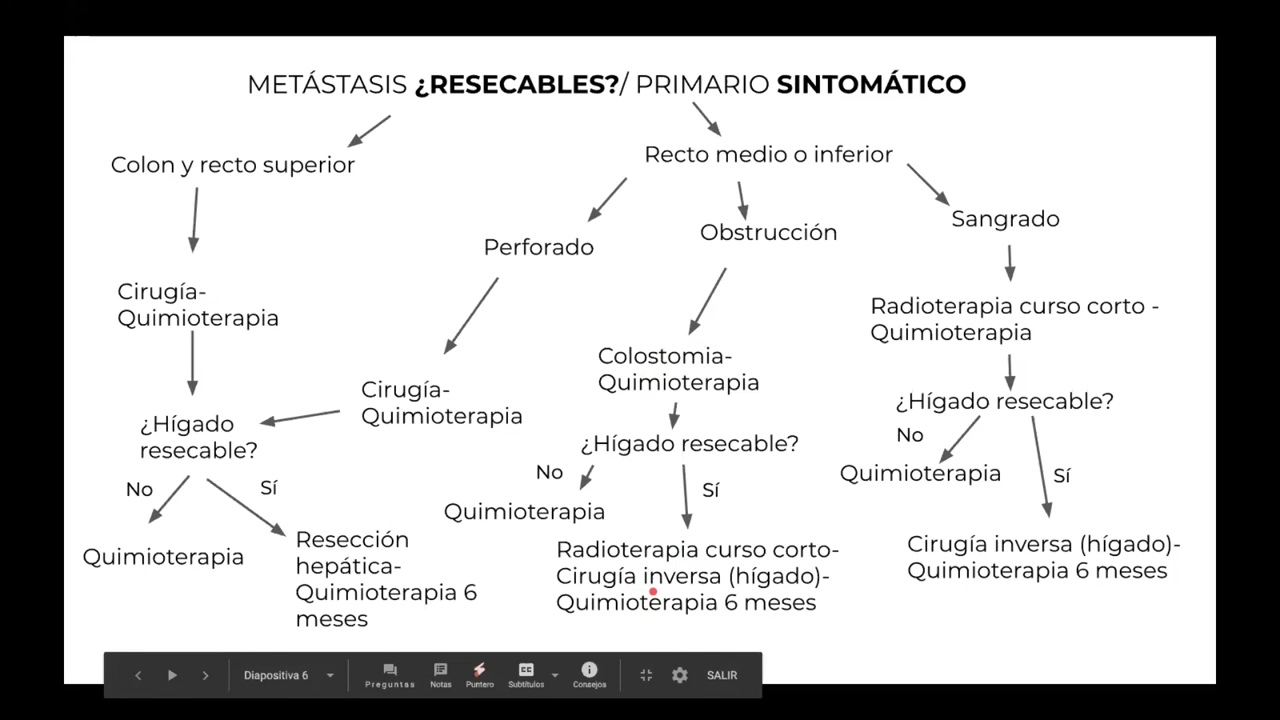 METÁSTASIS ¿RESECABLES?/ PRIMARIO SINTOMÁTICO
Colon y recto superior
Recto medio o inferior
Perforado
Obstrucción
Sangrado
Cirugía-
Quimioterapia
Radioterapia curso corto -
Quimioterapia
Colostomia-
Quimioterapia
Cirugía-
Quimioterapia
¿Hígado
resecable?
¿Hígado resecable?
¿Hígado resecable?
No
Sí
No
Sí
No
Sí
Quimioterapia
Resección
hepática-
Quimioterapia 6
meses
Quimioterapia
Radioterapia curso corto-
Cirugía inversa (hígado)-
Quimioterapia 6 meses
Quimioterapia
Cirugía inversa (hígado)-
Quimioterapia 6 meses
Diapositiva 6
Preguntas
Notas
Puntero
CC
Subtítulos
Consejos
SALIR